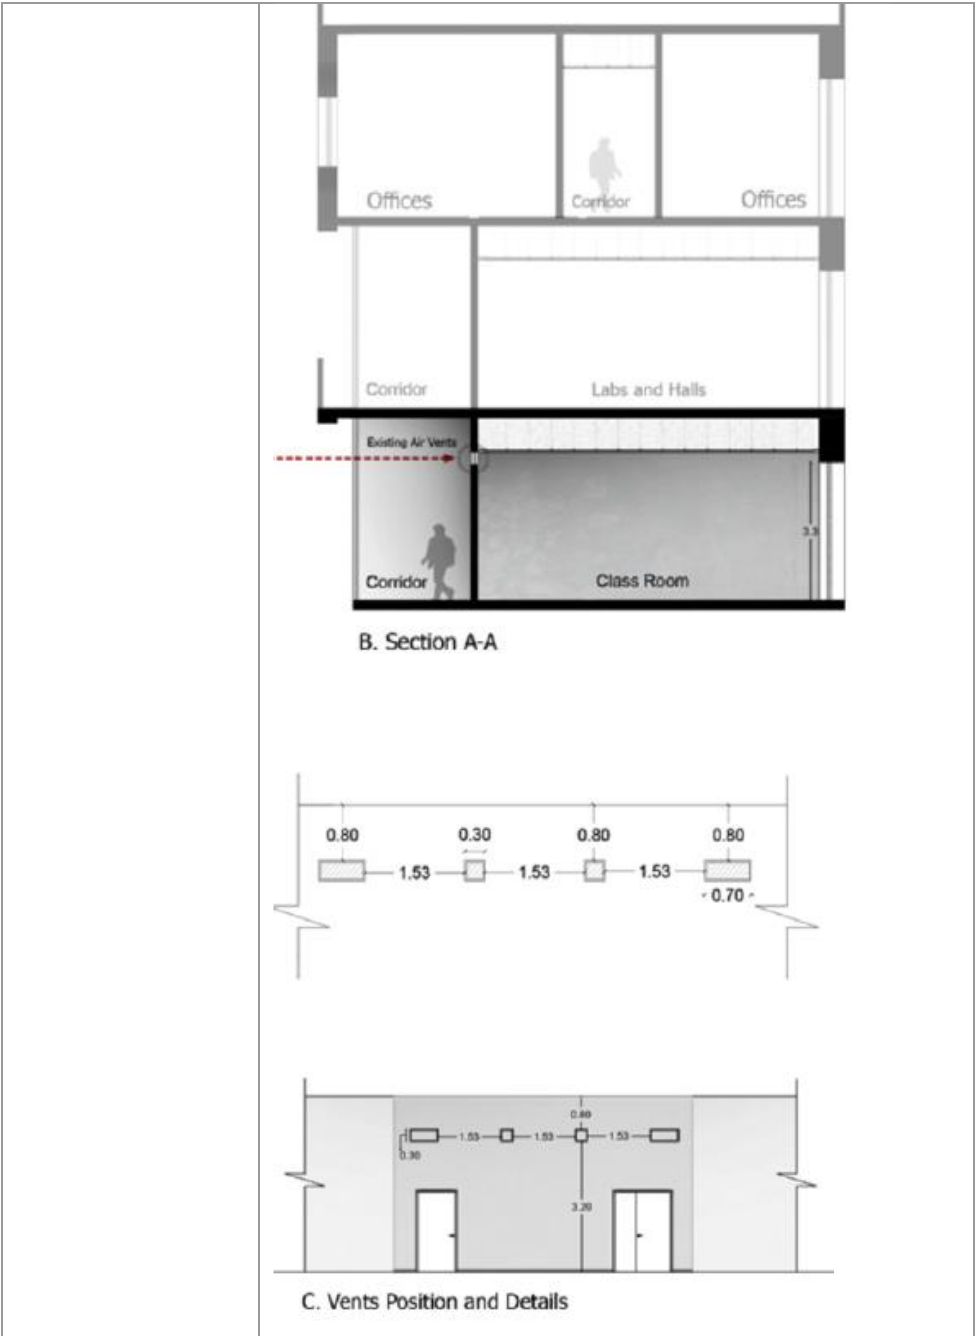 Offices
Corridor
Offices
Corridor
Labs and Halls
Existing Air Vents
3.3
Corridor
Class Room
B. Section A-A
0.80 0.30 0.80 0.80
1.53 1.53 1.53
0.70
0.80
1.53 1.53 1.53
0.30
3.20
C. Vents Position and Details